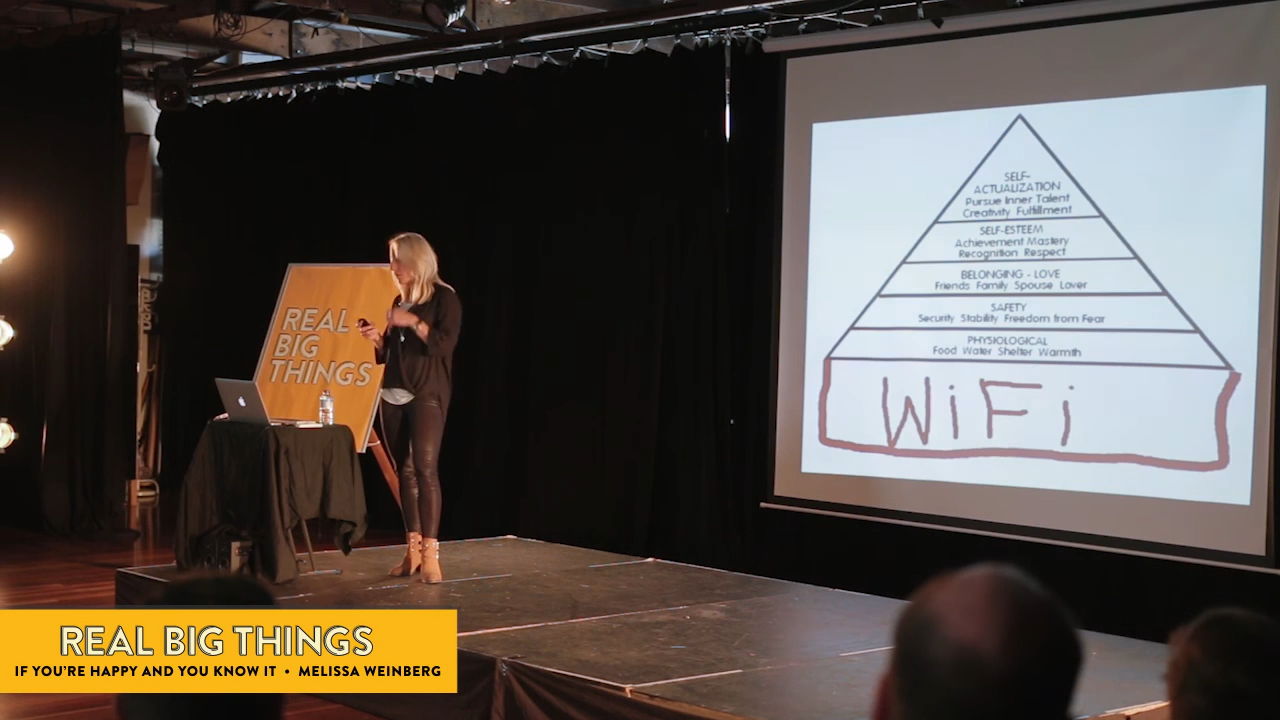 SELF-
ACTUALIZATION
Pursue Inner Talent
Creativity Fulfillment
SELF-ESTEEM
Achievement Mastery
Recognition Respect
BELONGING - LOVE
Friends Family Spouse Lover
SAFETY
Security Stability Freedom from Fear
PHYSIOLOGICAL
Food Water Shelter Warmth
WiFi
REAL
BIG
THINGS
REAL BIG THINGS
IF YOU'RE HAPPY AND YOU KNOW IT • MELISSA WEINBERG